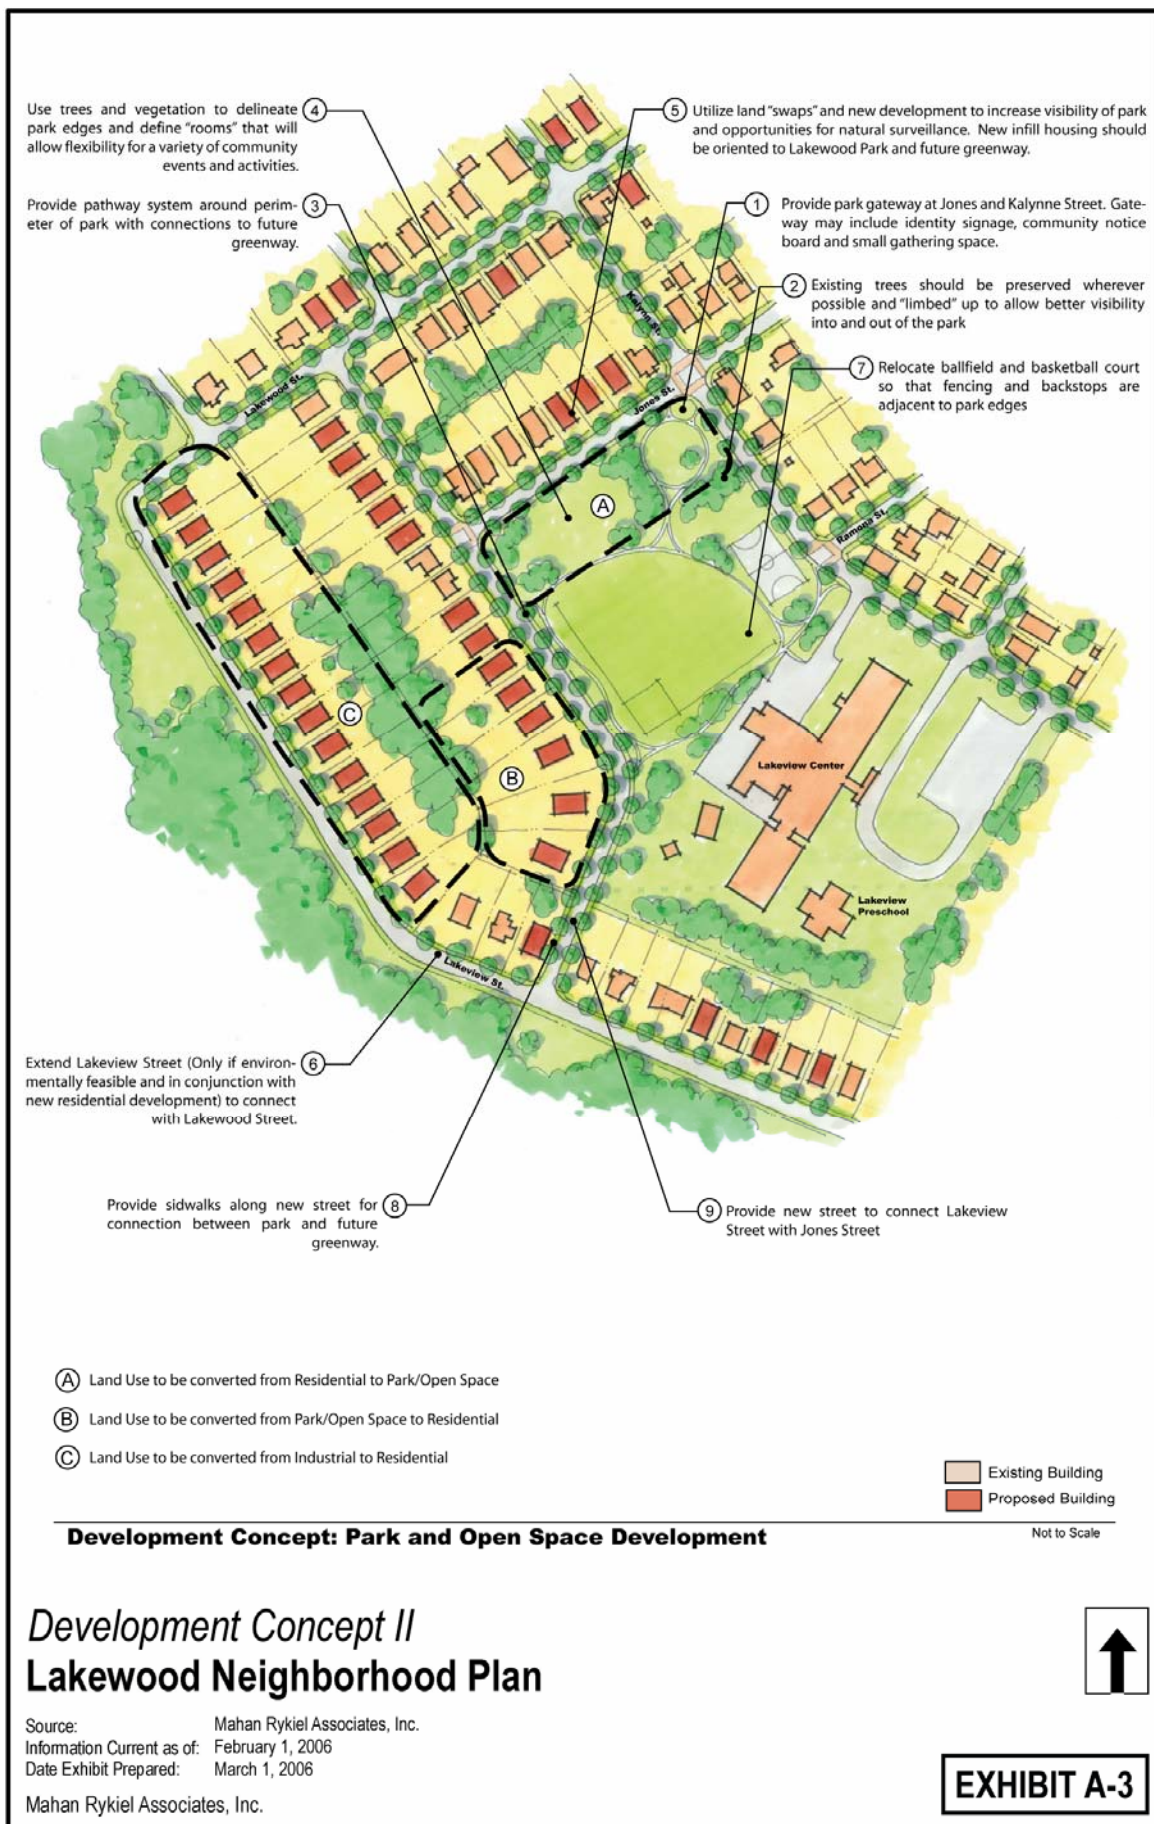 Use trees and vegetation to delineate
park edges and define "rooms" that will
allow flexibility for a variety of community
events and activities.
4
5
Utilize land "swaps" and new development to increase visibility of park
and opportunities for natural surveillance. New infill housing should
be oriented to Lakewood Park and future greenway.
Provide pathway system around perim-
eter of park with connections to future
greenway.
3
1
Provide park gateway at Jones and Kalynne Street. Gate-
way may include identity signage, community notice
board and small gathering space.
2
Existing trees should be preserved wherever
possible and "limbed" up to allow better visibility
into and out of the park
7
Relocate ballfield and basketball court
so that fencing and backstops are
adjacent to park edges
Kalynn St.
Lakewood St.
Jones St.
Ramona St.
A
C
B
Lakeview Center
Lakeview
Preschool
Lakeview St.
Extend Lakeview Street (Only if environ-
mentally feasible and in conjunction with
new residential development) to connect
with Lakewood Street.
6
Provide sidwalks along new street for
connection between park and future
greenway.
8
9
Provide new street to connect Lakeview
Street with Jones Street
A Land Use to be converted from Residential to Park/Open Space
B Land Use to be converted from Park/Open Space to Residential
C Land Use to be converted from Industrial to Residential
Existing Building
Proposed Building
Development Concept: Park and Open Space Development
Not to Scale
Development Concept II
Lakewood Neighborhood Plan
Source: Mahan Rykiel Associates, Inc.
Information Current as of: February 1, 2006
Date Exhibit Prepared: March 1, 2006
Mahan Rykiel Associates, Inc.
EXHIBIT A-3